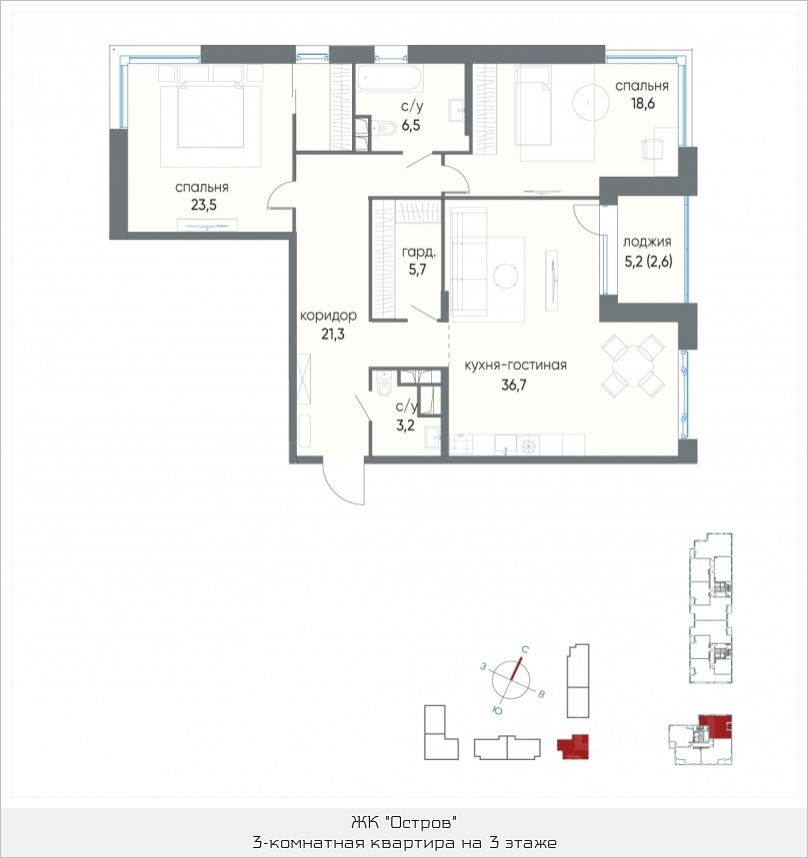 с/у
6,5
спальня
18,6
спальня
23,5
гард.
5,7
лоджия
5,2 (2,6)
коридор
21,3
кухня-гостиная
36,7
с/у
3,2
С
З
В
Ю
ЖК "Остров"
3-комнатная квартира на 3 этаже